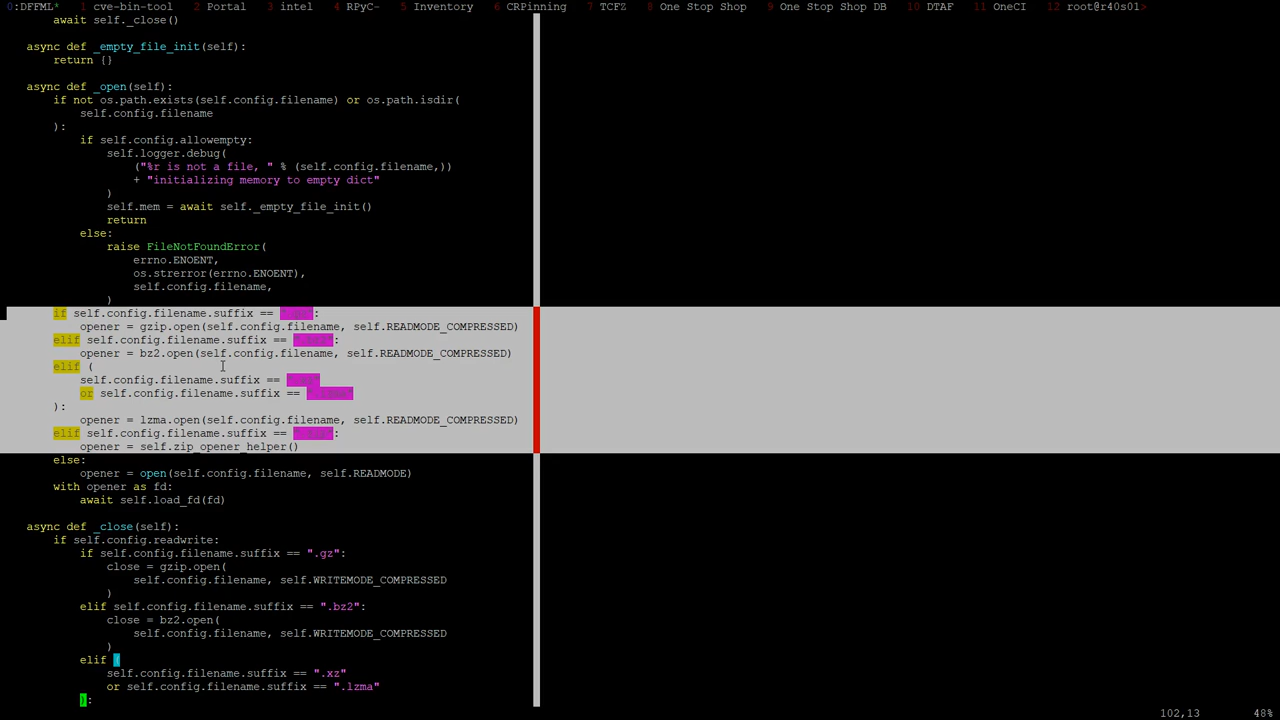 0:DFFML* 1 cve-bin-tool 2 Portal 3 intel 4 RPyC- 5 Inventory 6 CRPinning 7 TCFZ 8 One Stop Shop 9 One Stop Shop DB 10 DTAF 11 OneCI 12 root@r40s01>
await self._close()
async def _empty_file_init(self):
return {}
async def _open(self):
if not os.path.exists(self.config.filename) or os.path.isdir(
self.config.filename
):
if self.config.allowempty:
self.logger.debug(
("%r is not a file, " % (self.config.filename,))
+ "initializing memory to empty dict"
)
self.mem = await self._empty_file_init()
return
else:
raise FileNotFoundError(
errno.ENOENT,
os.strerror(errno.ENOENT),
self.config.filename,
)
if self.config.filename.suffix == :
opener = gzip.open(self.config.filename, self.READMODE_COMPRESSED)
elif self.config.filename.suffix == :
opener = bz2.open(self.config.filename, self.READMODE_COMPRESSED)
elif (
self.config.filename.suffix ==
or self.config.filename.suffix ==
):
opener = lzma.open(self.config.filename, self.READMODE_COMPRESSED)
elif self.config.filename.suffix == :
opener = self.zip_opener_helper()
else:
opener = open(self.config.filename, self.READMODE)
with opener as fd:
await self.load_fd(fd)
async def _close(self):
if self.config.readwrite:
if self.config.filename.suffix == ".gz":
close = gzip.open(
self.config.filename, self.WRITEMODE_COMPRESSED
)
elif self.config.filename.suffix == ".bz2":
close = bz2.open(
self.config.filename, self.WRITEMODE_COMPRESSED
)
elif (
self.config.filename.suffix == ".xz"
or self.config.filename.suffix == ".lzma"
):
102,13 48%